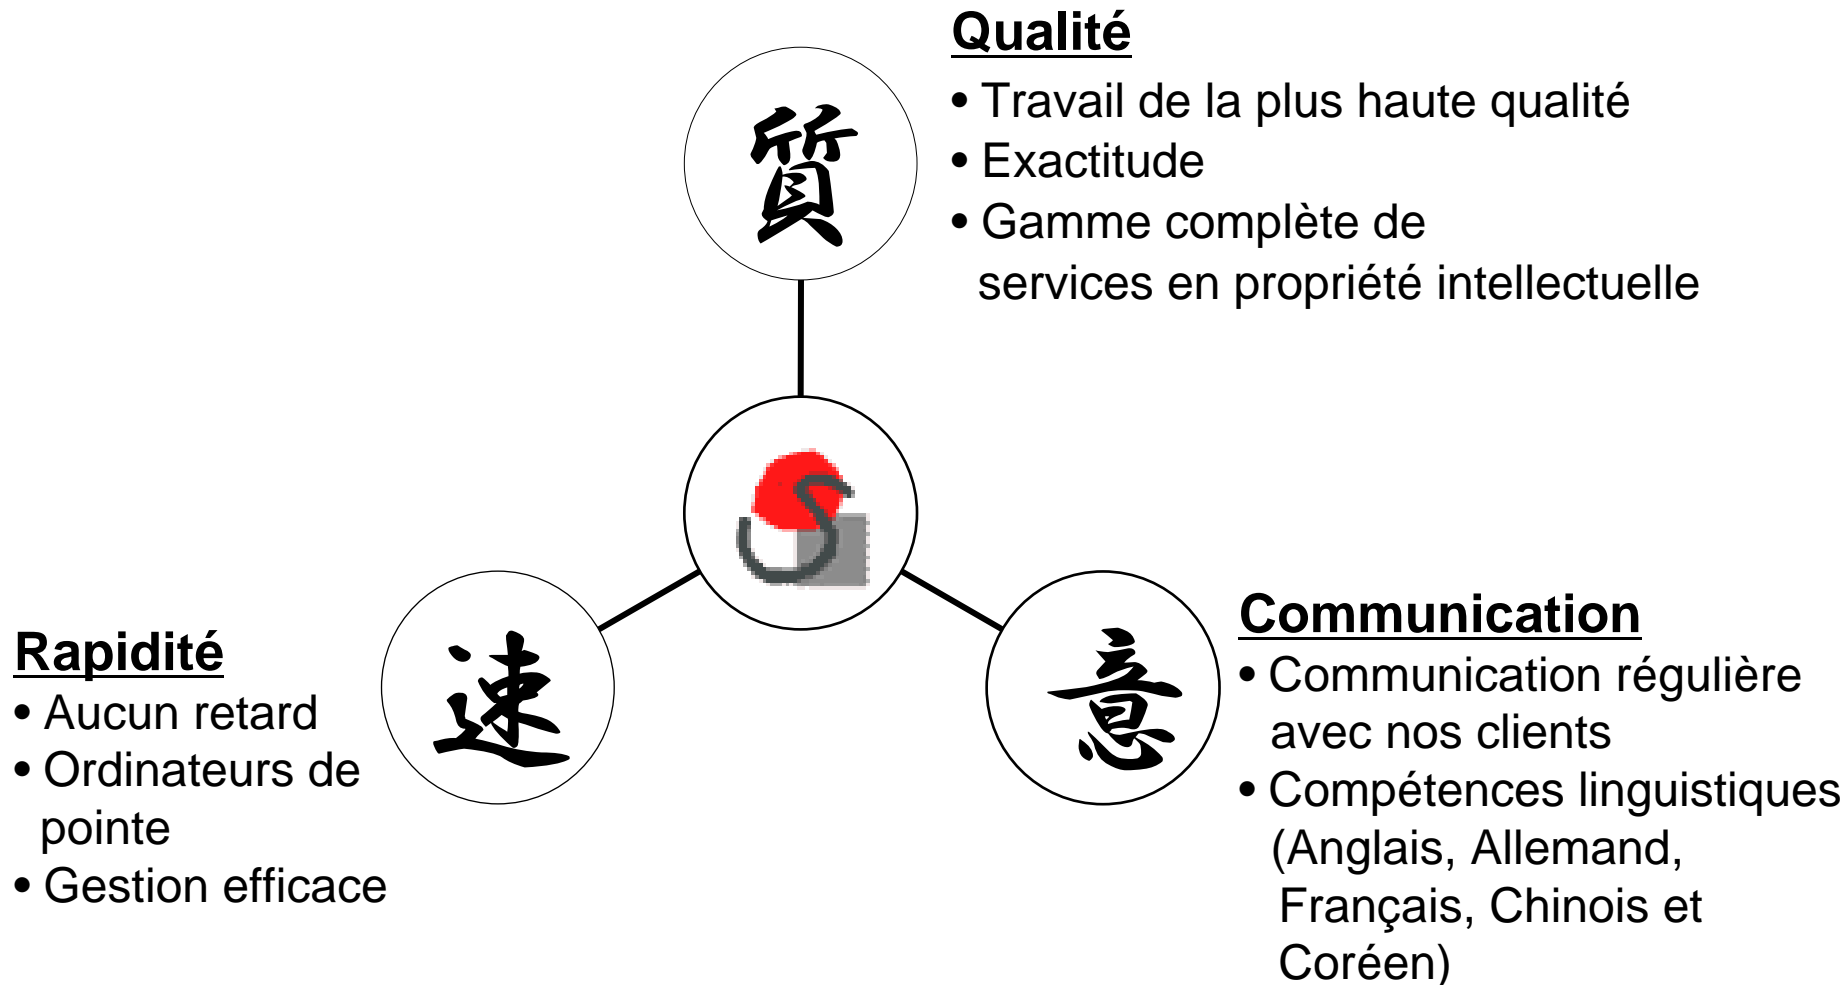 Qualité
• Travail de la plus haute qualité
• Exactitude
• Gamme complète de
services en propriété intellectuelle
質
S
Rapidité
• Aucun retard
• Ordinateurs de
pointe
• Gestion efficace
速
意
Communication
• Communication régulière
avec nos clients
• Compétences linguistiques
(Anglais, Allemand,
Français, Chinois et
Coréen)